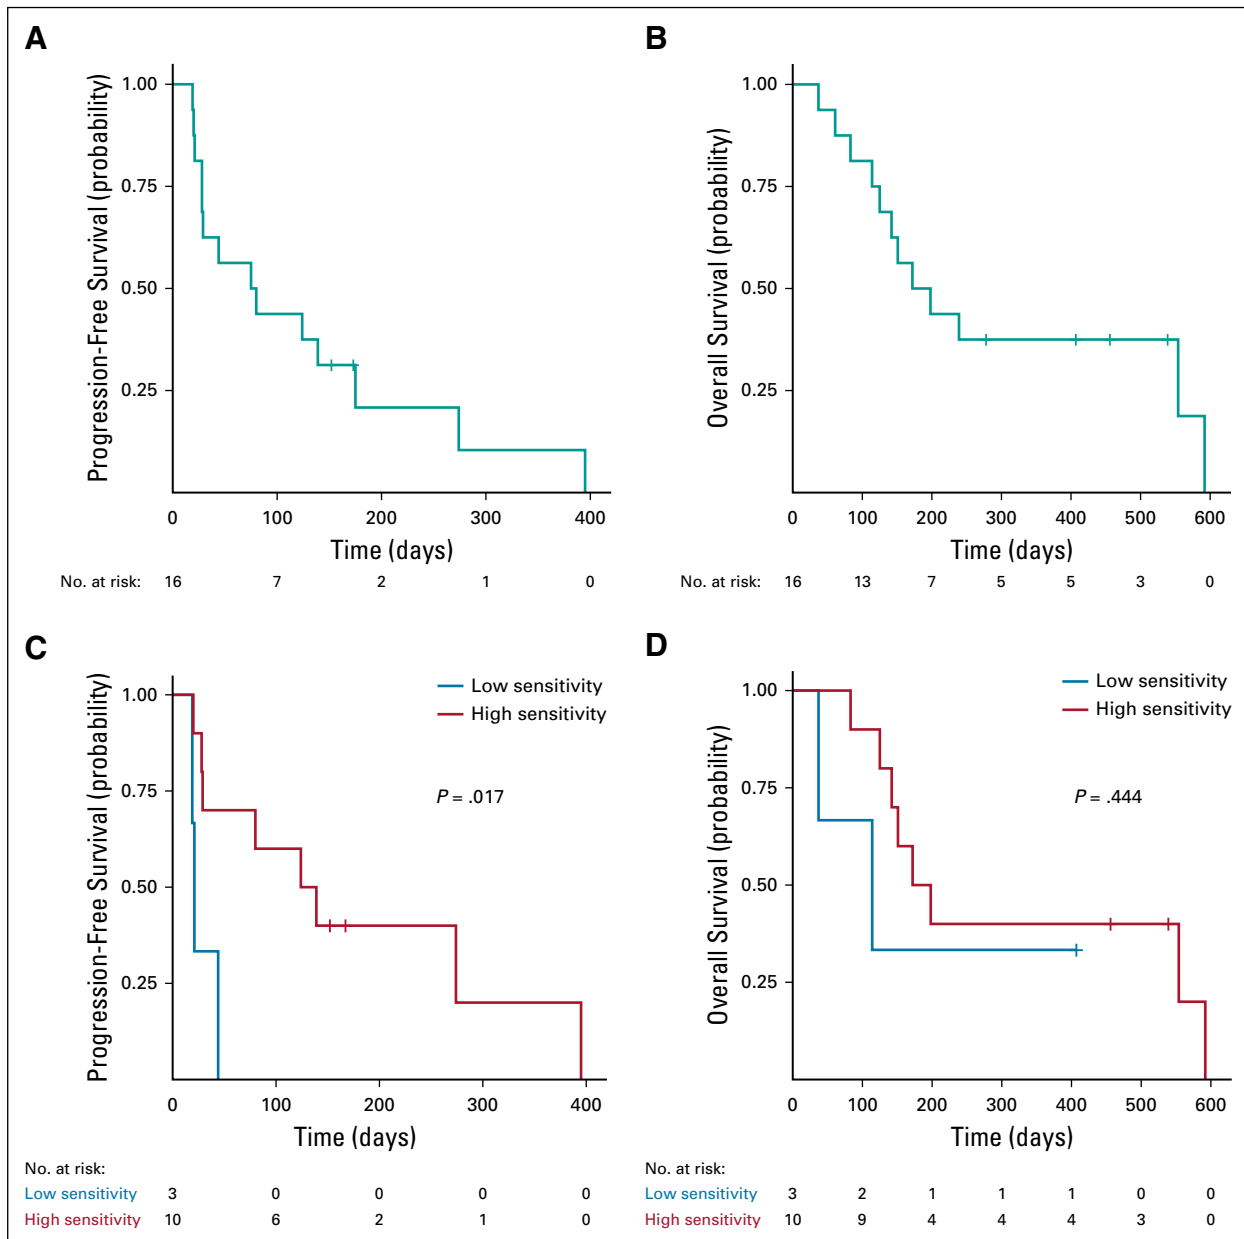 A
Progression-Free Survival (probability)
1.00
0.75
0.50
0.25
0 100 200 300 400
Time (days)
No. at risk: 16 7 2 1 0
B
Overall Survival (probability)
1.00
0.75
0.50
0.25
0 100 200 300 400 500 600
Time (days)
No. at risk: 16 13 7 5 5 3 0
C
Progression-Free Survival (probability)
1.00
0.75
0.50
0.25
Low sensitivity
High sensitivity
P = .017
0 100 200 300 400
Time (days)
No. at risk:
Low sensitivity 3 0 0 0 0
High sensitivity 10 6 2 1 0
D
Overall Survival (probability)
1.00
0.75
0.50
0.25
Low sensitivity
High sensitivity
P = .444
0 100 200 300 400 500 600
Time (days)
No. at risk:
Low sensitivity 3 2 1 1 1 0 0
High sensitivity 10 9 4 4 4 3 0